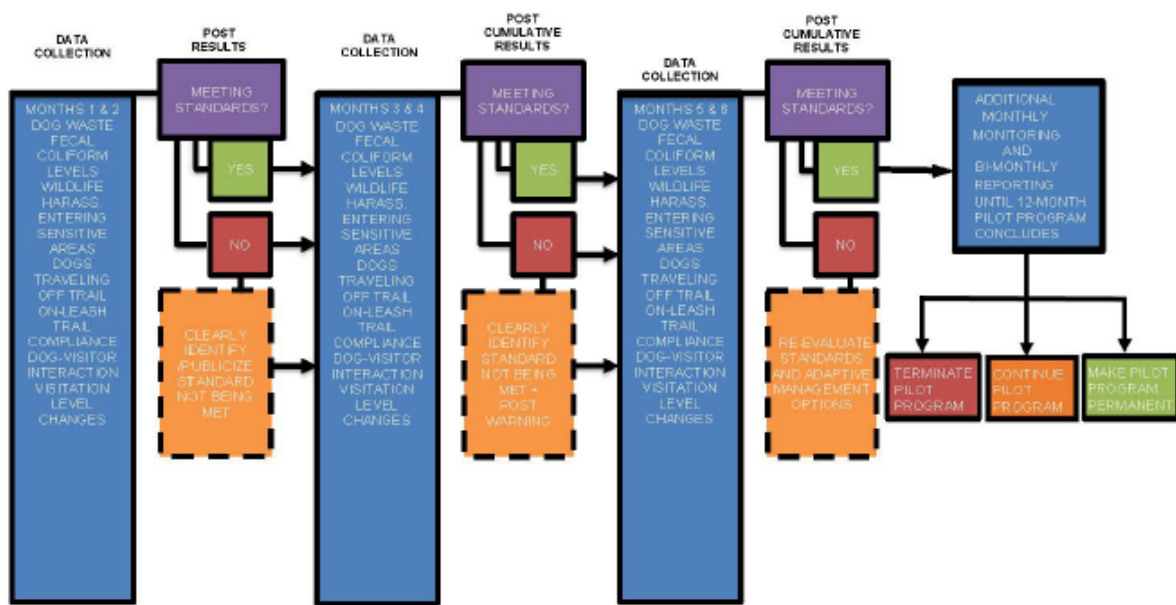 DATA
COLLECTION
MONTHS 1 & 2
DOG WASTE
FECAL
COLIFORM
LEVELS
WILDLIFE
HARASS.
ENTERING
SENSITIVE
AREAS
DOGS
TRAVELING
OFF TRAIL
ON-LEASH
TRAIL
COMPLIANCE
DOG-VISITOR
INTERACTION
VISITATION
LEVEL
CHANGES
POST
RESULTS
MEETING
STANDARDS?
YES
NO
CLEARLY
IDENTIFY
/PUBLICIZE
STANDARD
NOT BEING
MET
DATA
COLLECTION
MONTHS 3 & 4
DOG WASTE
FECAL
COLIFORM
LEVELS
WILDLIFE
HARASS.
ENTERING
SENSITIVE
AREAS
DOGS
TRAVELING
OFF TRAIL
ON-LEASH
TRAIL
COMPLIANCE
DOG-VISITOR
INTERACTION
VISITATION
LEVEL
CHANGES
POST
CUMULATIVE
RESULTS
MEETING
STANDARDS?
YES
NO
CLEARLY
IDENTIFY
STANDARD
NOT BEING
MET +
POST
WARNING
DATA
COLLECTION
MONTHS 5 & 6
DOG WASTE
FECAL
COLIFORM
LEVELS
WILDLIFE
HARASS.
ENTERING
SENSITIVE
AREAS
DOGS
TRAVELING
OFF TRAIL
ON-LEASH
TRAIL
COMPLIANCE
DOG-VISITOR
INTERACTION
VISITATION
LEVEL
CHANGES
POST
CUMULATIVE
RESULTS
MEETING
STANDARDS?
YES
NO
RE-EVALUATE
STANDARDS
AND ADAPTIVE
MANAGEMENT
OPTIONS
ADDITIONAL
MONTHLY
MONITORING
AND
BI-MONTHLY
REPORTING
UNTIL 12-MONTH
PILOT PROGRAM
CONCLUDES
TERMINATE
PILOT
PROGRAM
CONTINUE
PILOT
PROGRAM
MAKE PILOT
PROGRAM
PERMANENT